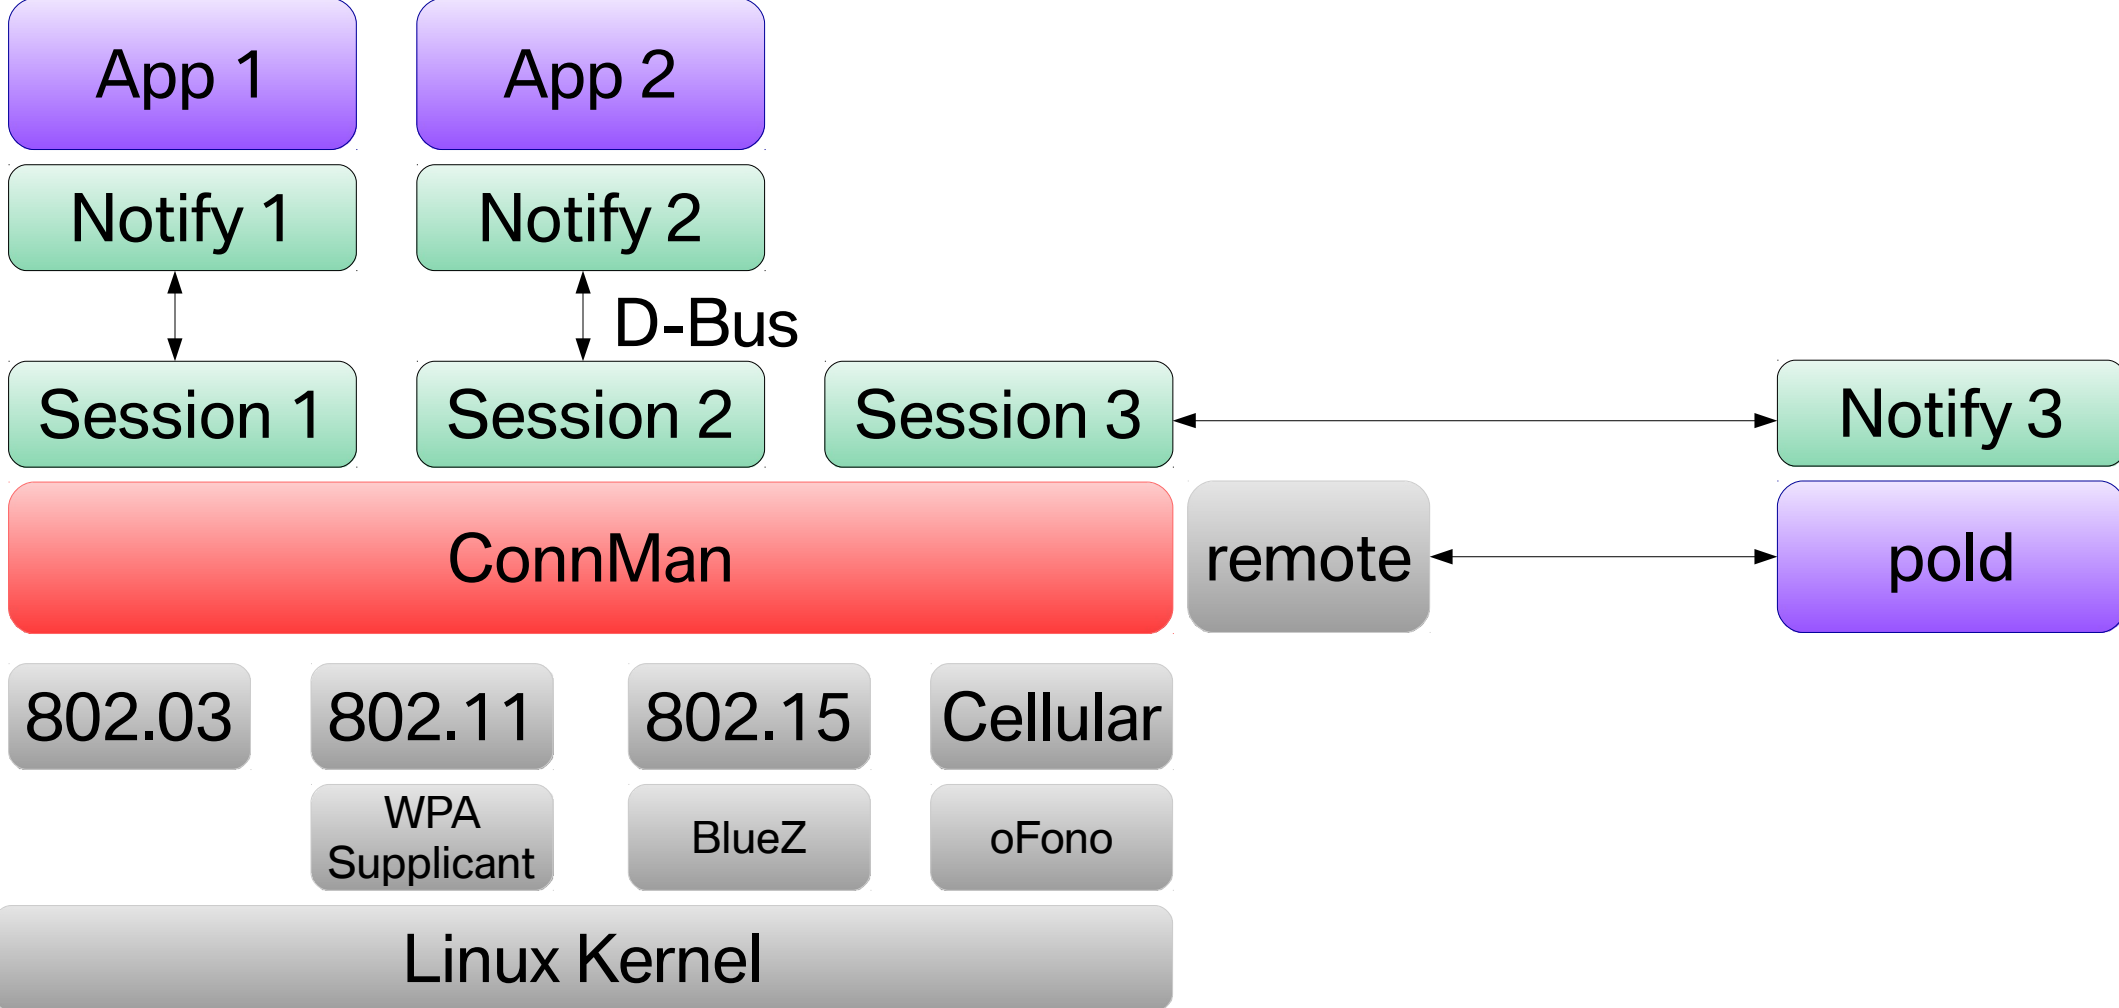 App 1
App 2
Notify 1
Notify 2
D-Bus
Session 1
Session 2
Session 3
Notify 3
ConnMan
remote
pold
802.03
802.11
802.15
Cellular
WPA
Supplicant
BlueZ
oFono
Linux Kernel